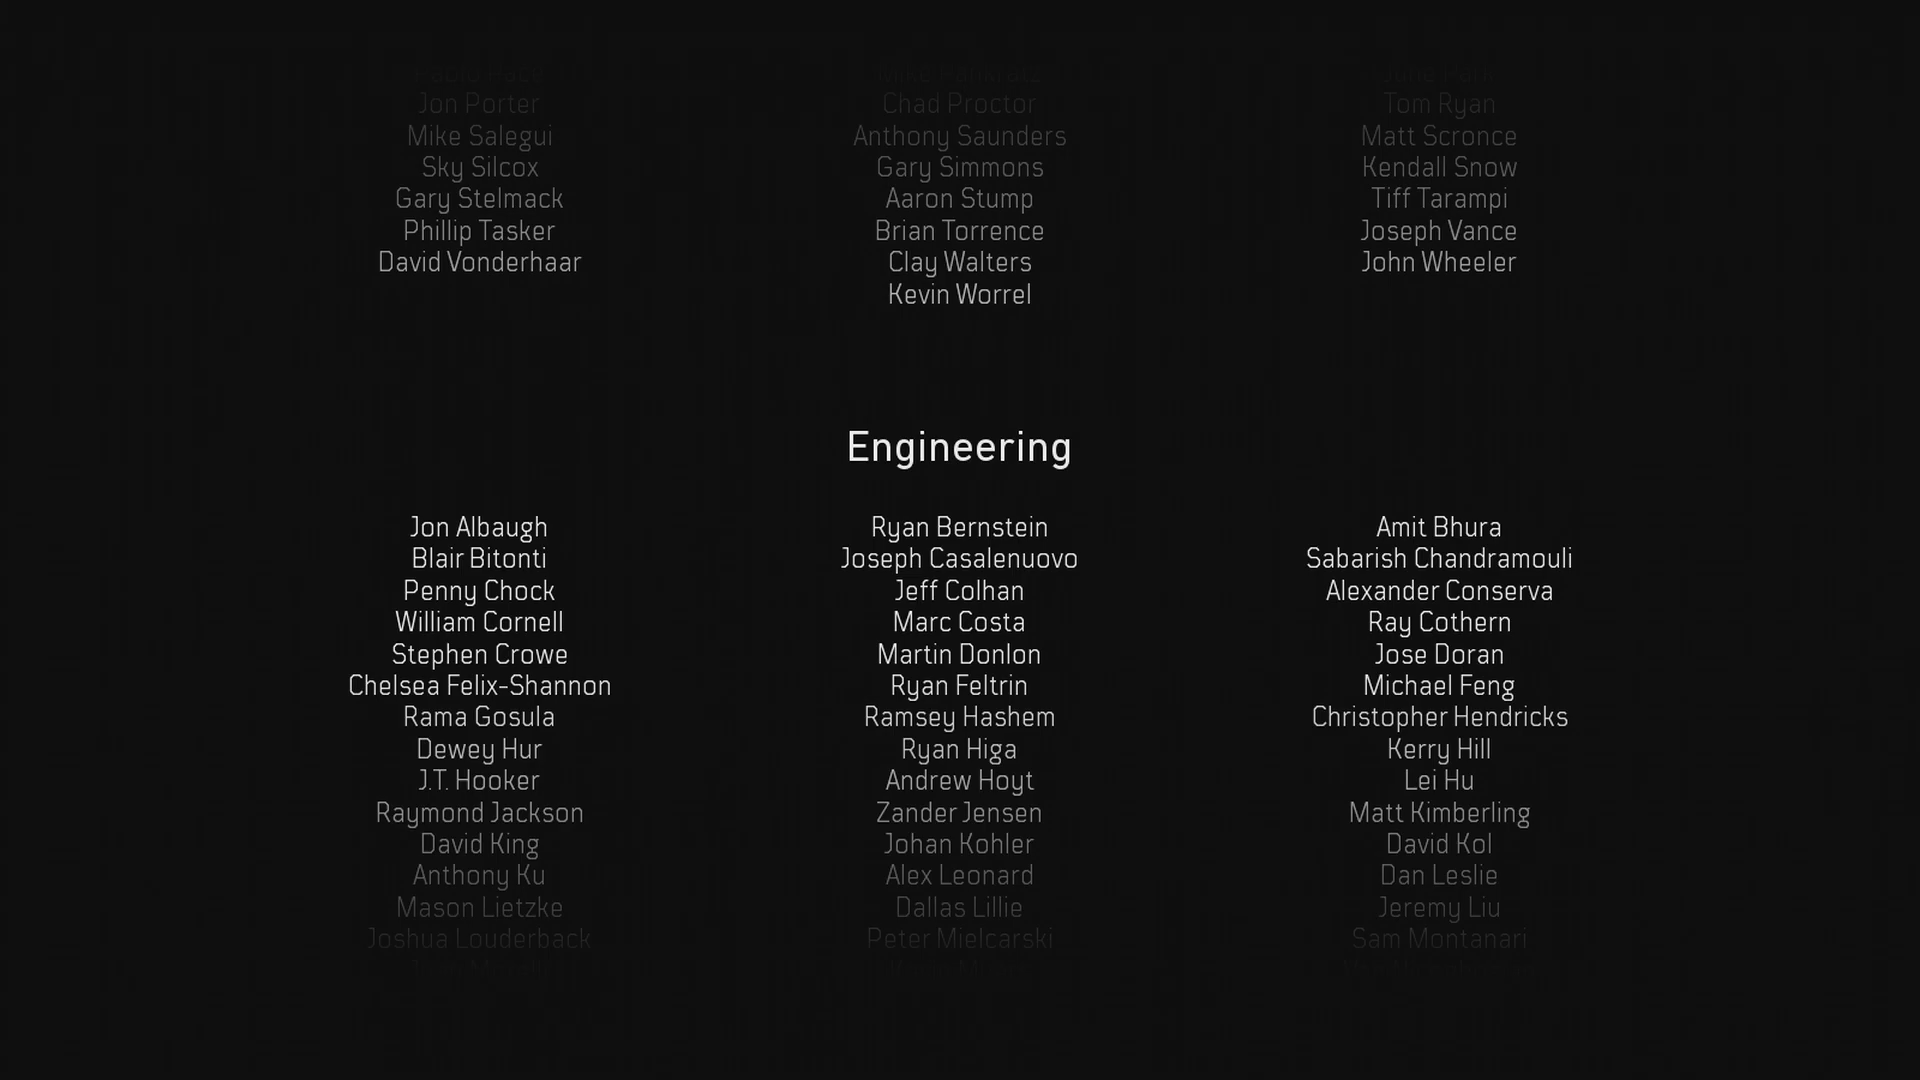 Jon Porter Chad Proctor Tom Ryan
Mike Salegui Anthony Saunders Matt Scronce
Sky Silcox Gary Simmons Kendall Snow
Gary Stelmack Aaron Stump Tiff Tarampi
Phillip Tasker Brian Torrence Joseph Vance
David Vonderhaar Clay Walters John Wheeler
Kevin Worrel
Engineering
Jon Albaugh Ryan Bernstein Amit Bhura
Blair Bitonti Joseph Casalenuovo Sabarish Chandramouli
Penny Chock Jeff Colhan Alexander Conserva
William Cornell Marc Costa Ray Cothern
Stephen Crowe Martin Donlon Jose Doran
Chelsea Felix-Shannon Ryan Feltrin Michael Feng
Rama Gosula Ramsey Hashem Christopher Hendricks
Dewey Hur Ryan Higa Kerry Hill
J.T. Hooker Andrew Hoyt Lei Hu
Raymond Jackson Zander Jensen Matt Kimberling
David King Johan Kohler David Kol
Anthony Ku Alex Leonard Dan Leslie
Mason Lietzke Dallas Lillie Jeremy Liu
Joshua Louderback Peter Mielcarski Sam Montanari